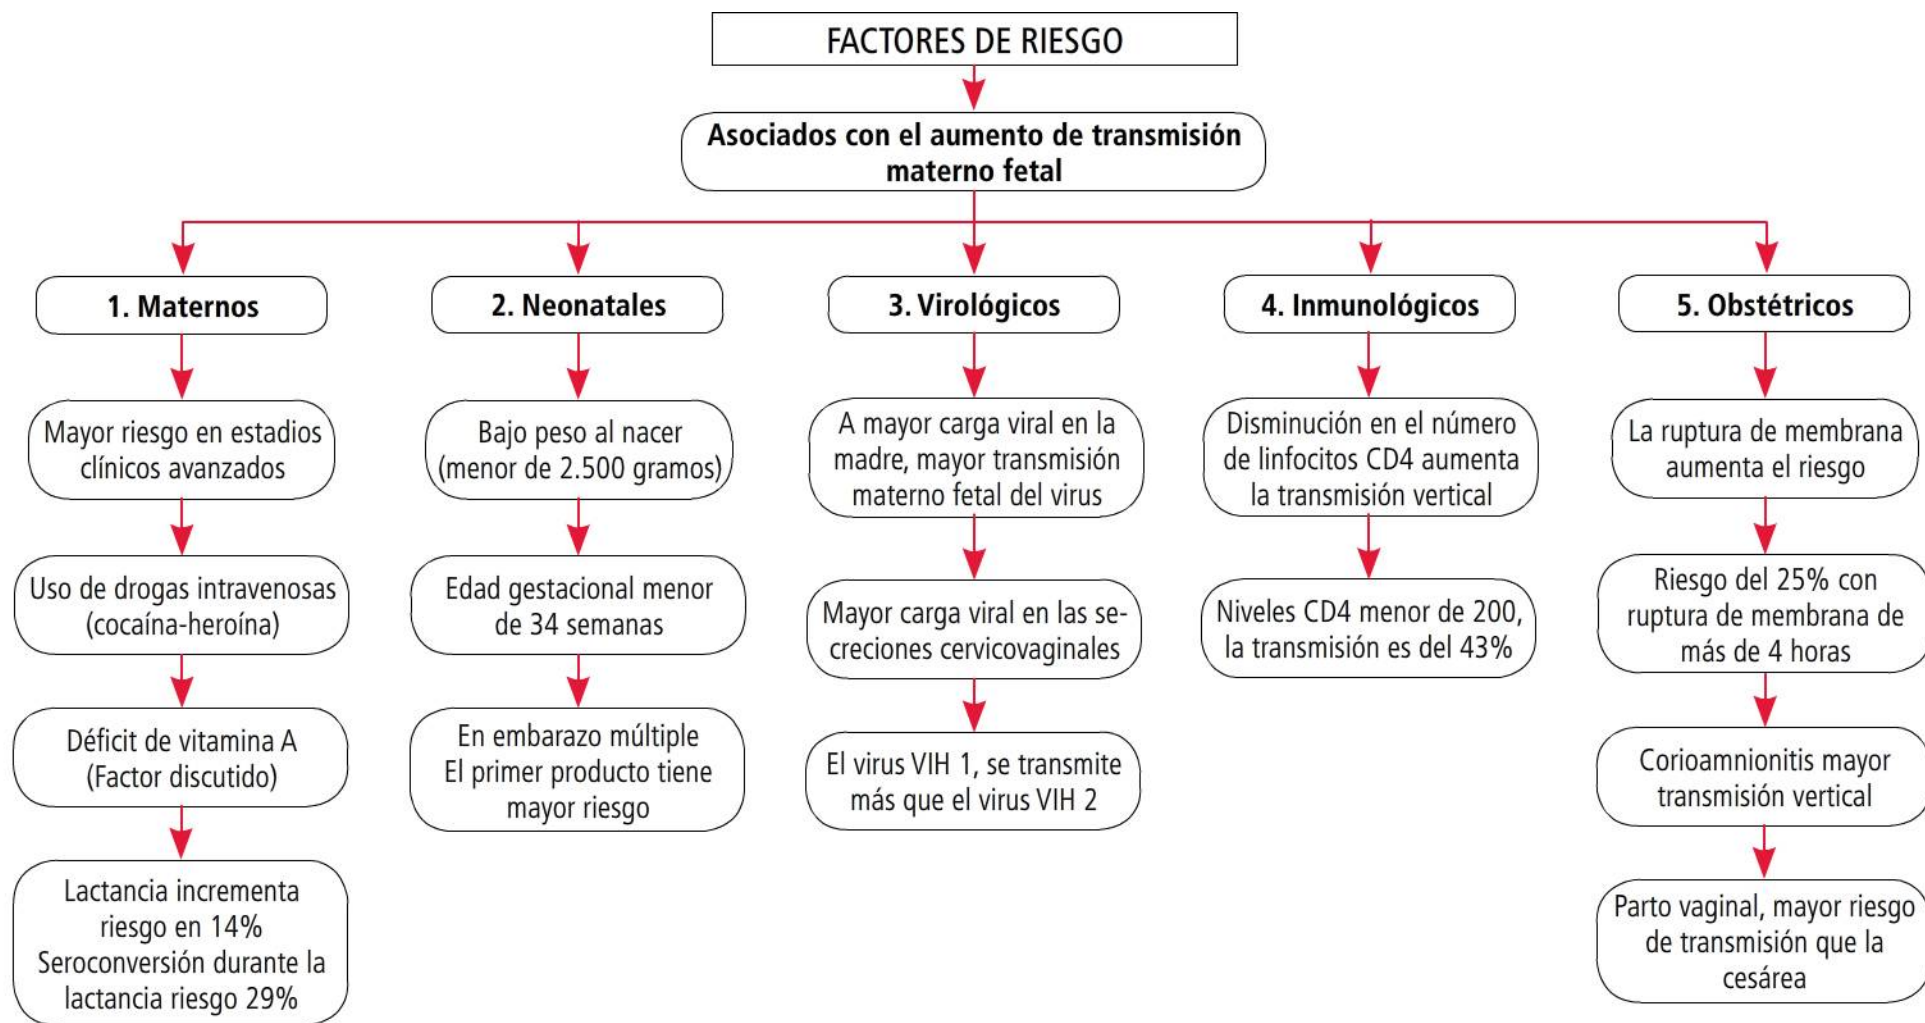 FACTORES DE RIESGO
Asociados con el aumento de transmisión
materno fetal
1. Maternos
Mayor riesgo en estadios
clínicos avanzados
Uso de drogas intravenosas
(cocaína-heroína)
Déficit de vitamina A
(Factor discutido)
Lactancia incrementa
riesgo en 14%
Seroconversión durante la
lactancia riesgo 29%
2. Neonatales
Bajo peso al nacer
(menor de 2.500 gramos)
Edad gestacional menor
de 34 semanas
En embarazo múltiple
El primer producto tiene
mayor riesgo
3. Virológicos
A mayor carga viral en la
madre, mayor transmisión
materno fetal del virus
Mayor carga viral en las se-
creciones cervicovaginales
El virus VIH 1, se transmite
más que el virus VIH 2
4. Inmunológicos
Disminución en el número
de linfocitos CD4 aumenta
la transmisión vertical
Niveles CD4 menor de 200,
la transmisión es del 43%
5. Obstétricos
La ruptura de membrana
aumenta el riesgo
Riesgo del 25% con
ruptura de membrana de
más de 4 horas
Corioamnionitis mayor
transmisión vertical
Parto vaginal, mayor riesgo
de transmisión que la
cesárea